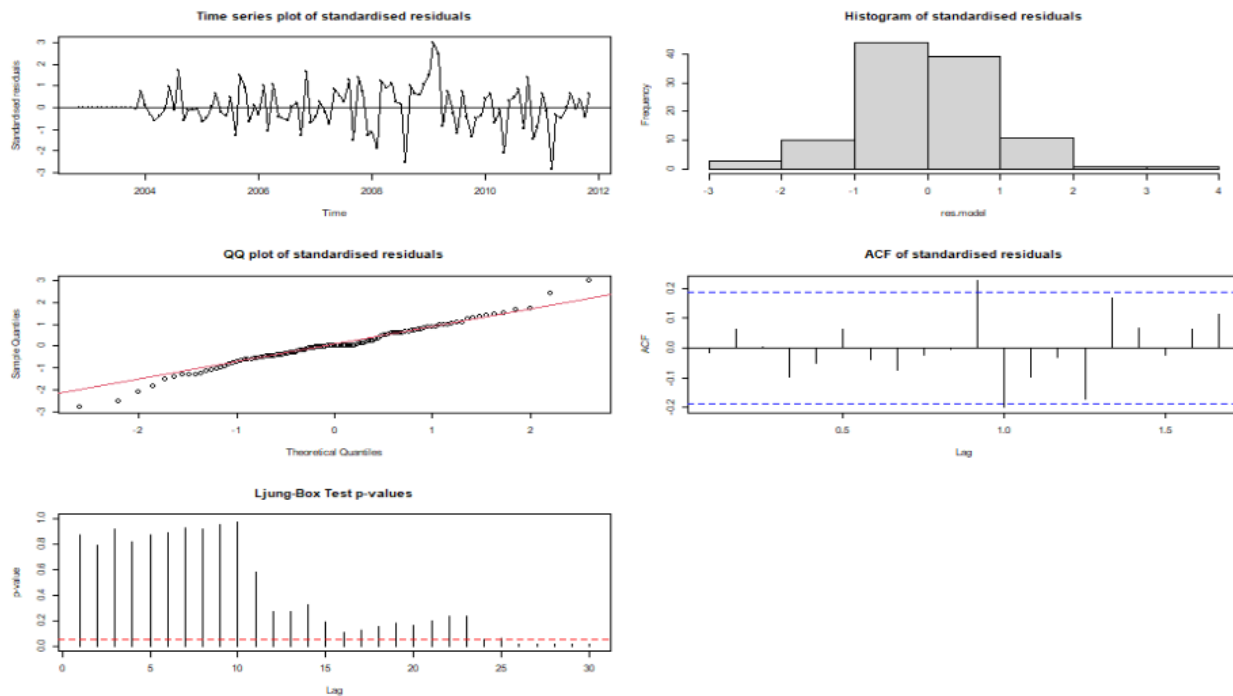 Time series plot of standardised residuals
Standardised residuals
-3 -2 -1 0 1 2 3
2004 2006 2008 2010 2012
Time
Histogram of standardised residuals
Frequency
0 10 20 30 40
-3 -2 -1 0 1 2 3 4
res.model
QQ plot of standardised residuals
Sample Quantiles
-3 -2 -1 0 1 2 3
-2 -1 0 1 2
Theoretical Quantiles
ACF of standardised residuals
ACF
-0.2 -0.1 0.0 0.1 0.2
0.5 1.0 1.5
Lag
Ljung-Box Test p-values
p-value
0.0 0.2 0.4 0.6 0.8 1.0
0 5 10 15 20 25 30
Lag